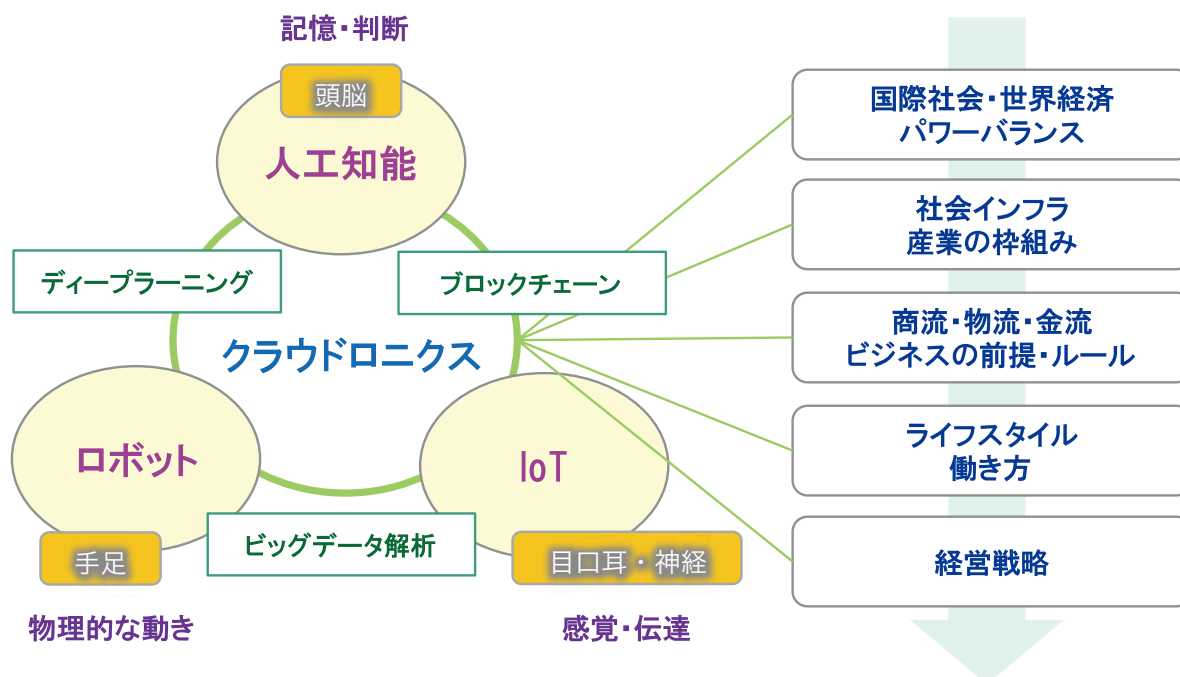 記憶・判断
頭脳
人工知能
ディープラーニング
ブロックチェーン
クラウドロニクス
ロボット
IoT
ビッグデータ解析
手足
目口耳・神経
物理的な動き
感覚・伝達
国際社会・世界経済
パワーバランス
社会インフラ
産業の枠組み
商流・物流・金流
ビジネスの前提・ルール
ライフスタイル
働き方
経営戦略